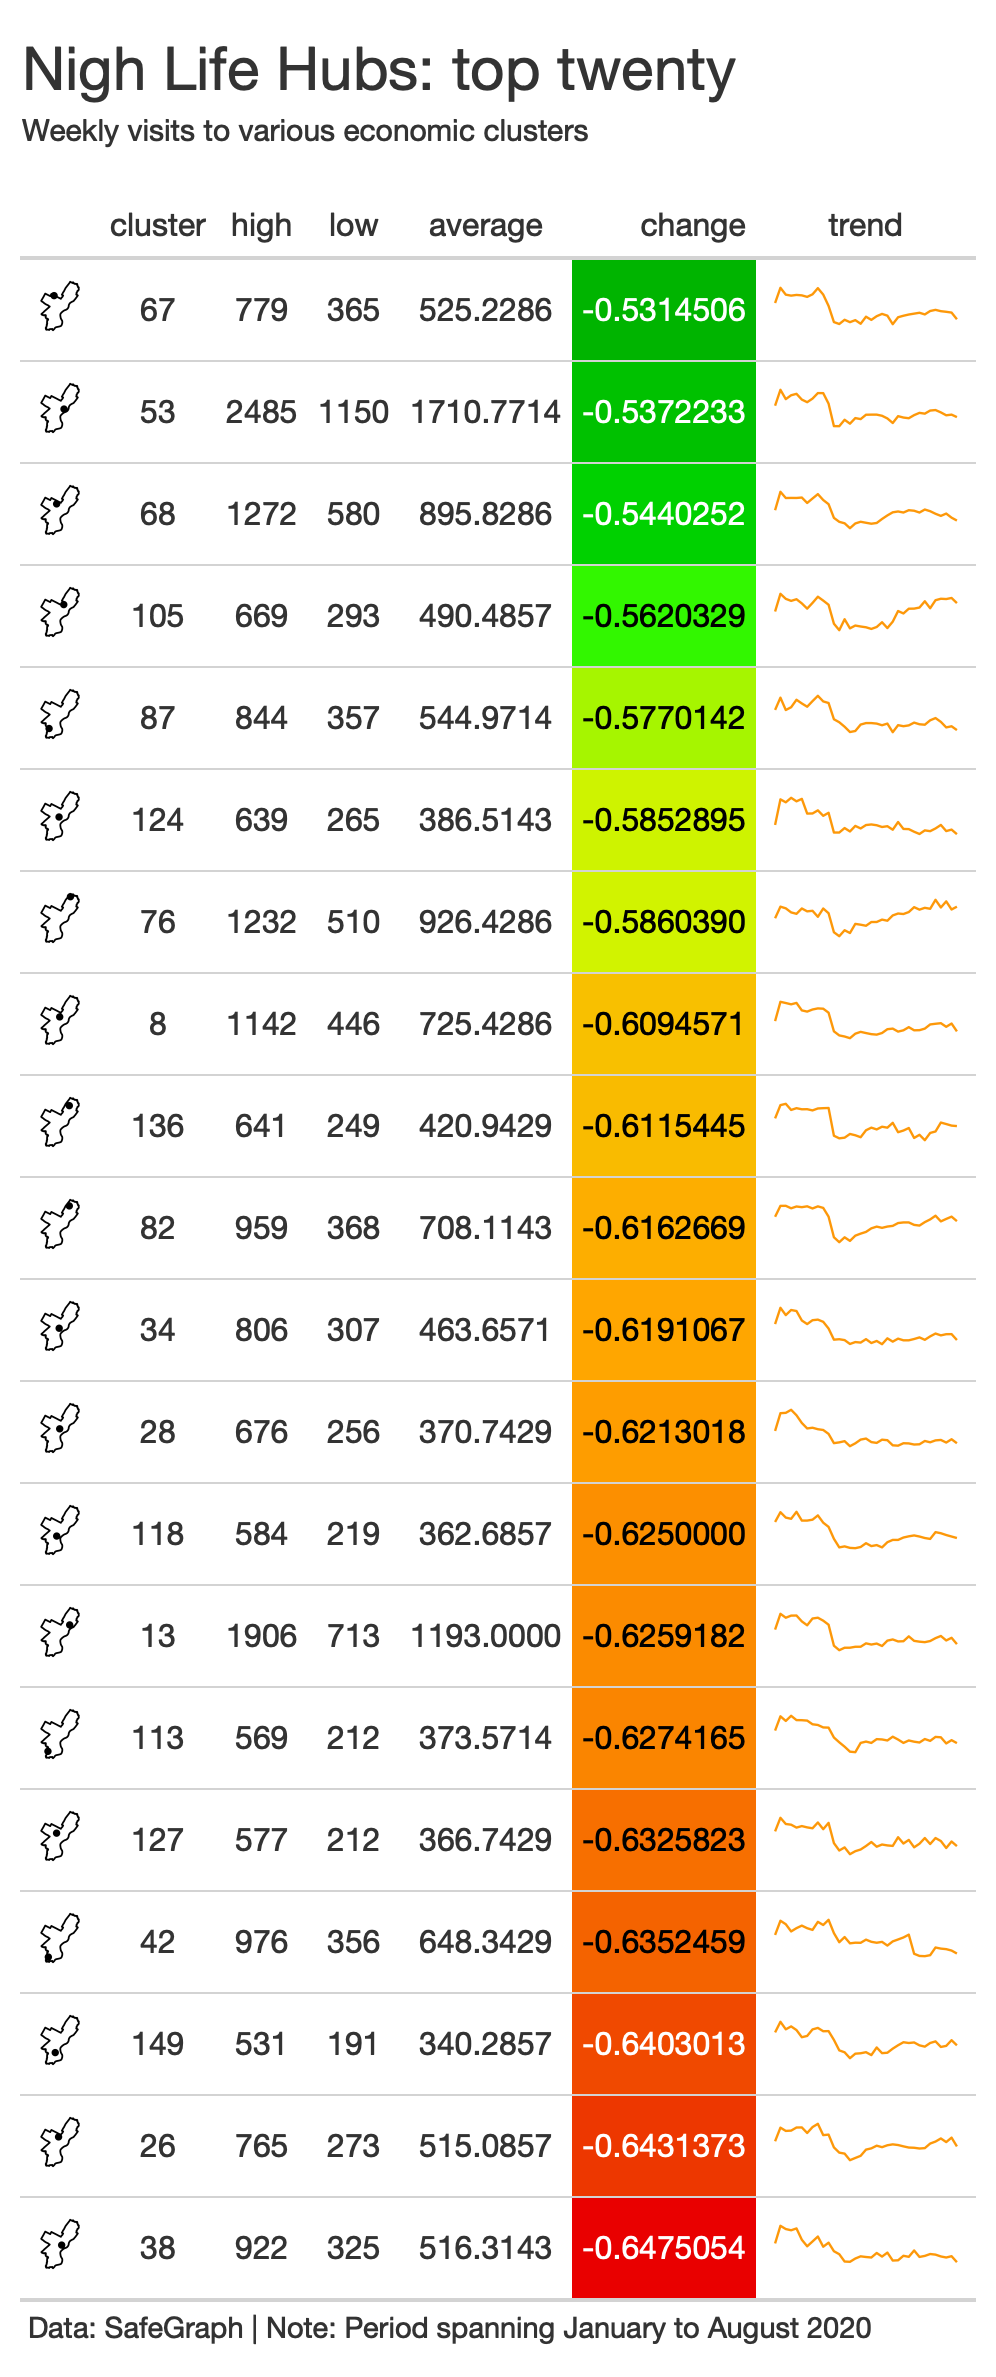 Nigh Life Hubs: top twenty
Weekly visits to various economic clusters
cluster high low average change trend
67 779 365 525.2286 -0.5314506
53 2485 1150 1710.7714 -0.5372233
68 1272 580 895.8286 -0.5440252
105 669 293 490.4857 -0.5620329
87 844 357 544.9714 -0.5770142
124 639 265 386.5143 -0.5852895
76 1232 510 926.4286 -0.5860390
8 1142 446 725.4286 -0.6094571
136 641 249 420.9429 -0.6115445
82 959 368 708.1143 -0.6162669
34 806 307 463.6571 -0.6191067
28 676 256 370.7429 -0.6213018
118 584 219 362.6857 -0.6250000
13 1906 713 1193.0000 -0.6259182
113 569 212 373.5714 -0.6274165
127 577 212 366.7429 -0.6325823
42 976 356 648.3429 -0.6352459
149 531 191 340.2857 -0.6403013
26 765 273 515.0857 -0.6431373
38 922 325 516.3143 -0.6475054
Data: SafeGraph | Note: Period spanning January to August 2020